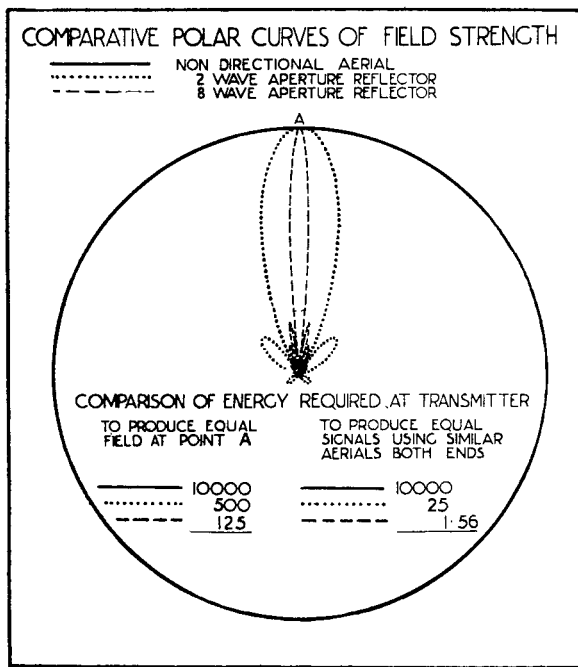 COMPARATIVE POLAR CURVES OF FIELD STRENGTH
NON DIRECTIONAL AERIAL
2 WAVE APERTURE REFLECTOR
8 WAVE APERTURE REFLECTOR
A
COMPARISON OF ENERGY REQUIRED AT TRANSMITTER
TO PRODUCE EQUAL
FIELD AT POINT A
10000
500
125
TO PRODUCE EQUAL
SIGNALS USING SIMILAR
AERIALS BOTH ENDS
10000
25
1·56